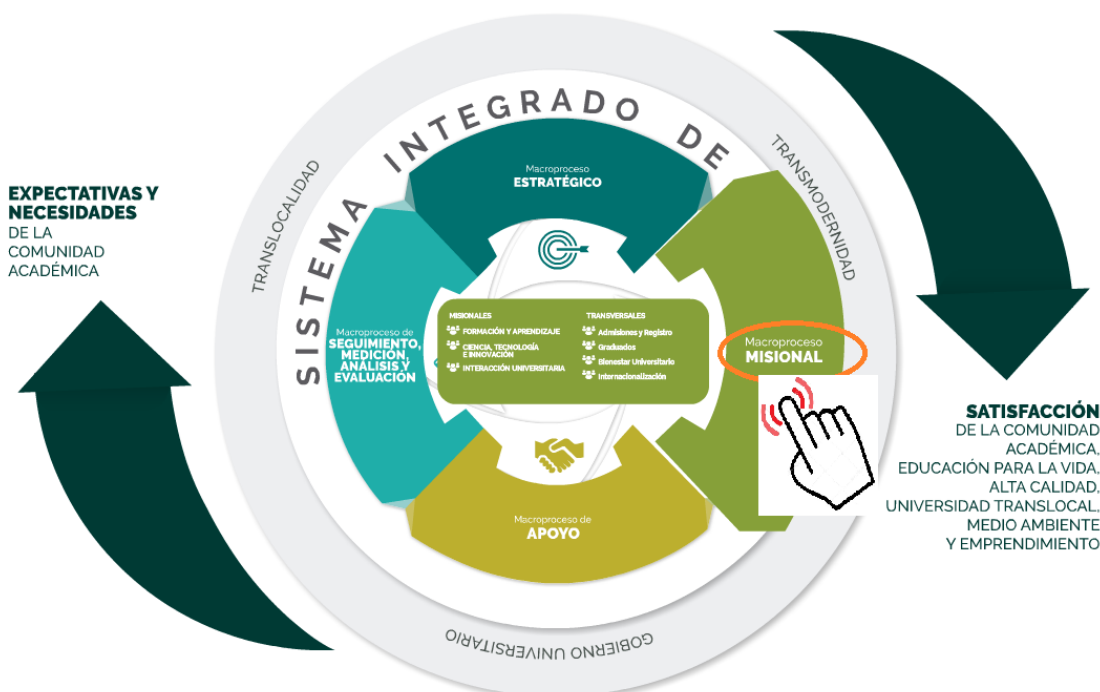 SISTEMA INTEGRADO DE
TRANSLOCALIDAD
TRANSMODERNIDAD
GOBIERNO UNIVERSITARIO
EXPECTATIVAS Y
NECESIDADES
DE LA
COMUNIDAD
ACADÉMICA
Macroproceso
ESTRATÉGICO
Macroproceso de
SEGUIMIENTO,
MEDICIÓN,
ANÁLISIS Y
EVALUACIÓN
MISIONALES
FORMACIÓN Y APRENDIZAJE
CIENCIA, TECNOLOGÍA
E INNOVACIÓN
INTERACCIÓN UNIVERSITARIA
TRANSVERSALES
Admisiones y Registro
Graduados
Bienestar Universitario
Internacionalización
Macroproceso
MISIONAL
Macroproceso de
APOYO
SATISFACCIÓN
DE LA COMUNIDAD
ACADÉMICA,
EDUCACIÓN PARA LA VIDA,
ALTA CALIDAD,
UNIVERSIDAD TRANSLOCAL,
MEDIO AMBIENTE
Y EMPRENDIMIENTO